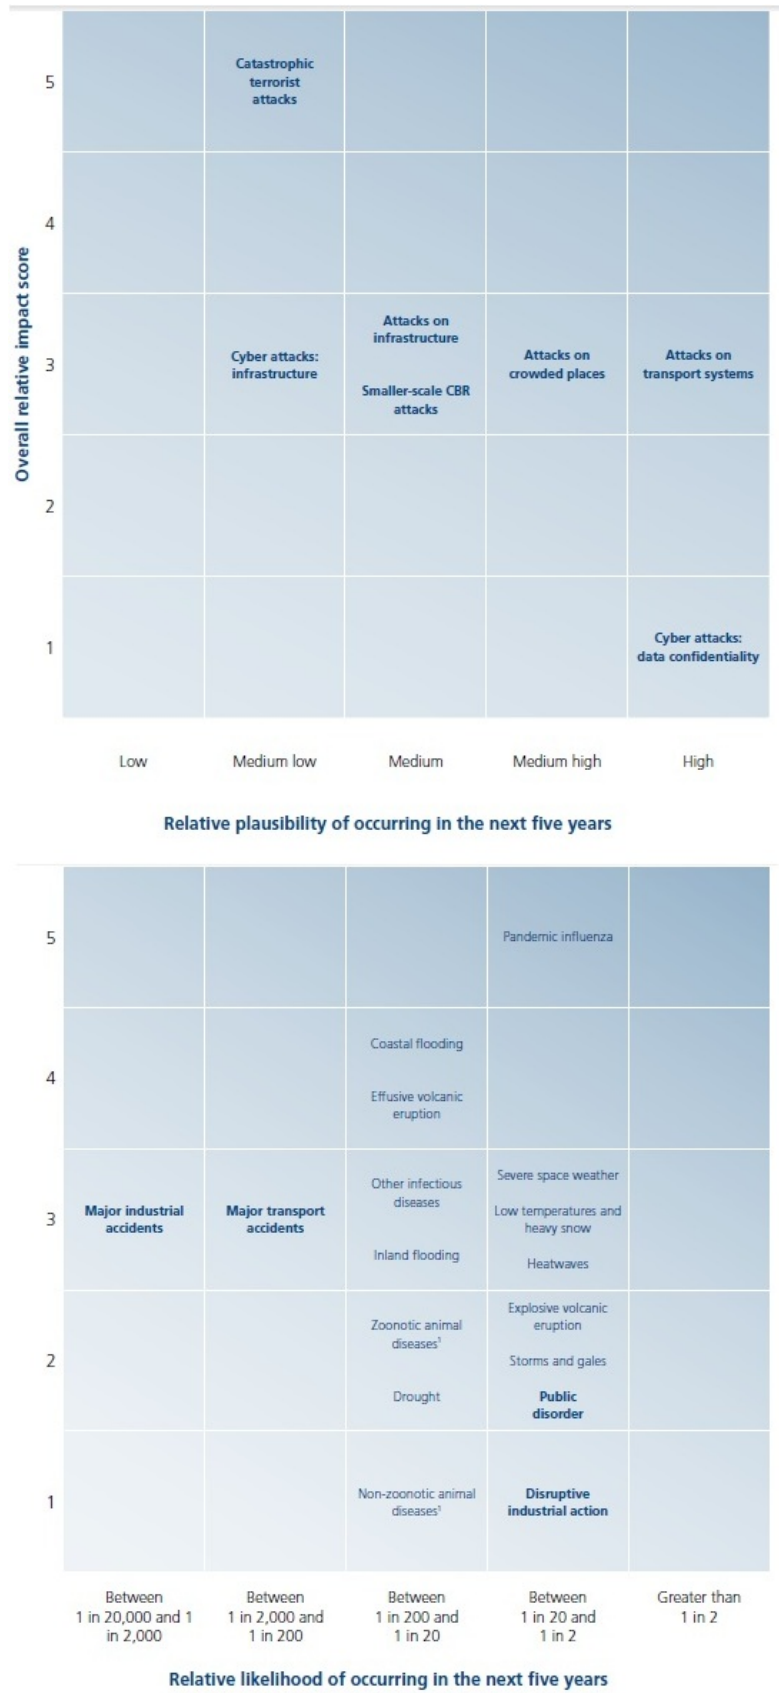 Overall relative impact score
5
Catastrophic
terrorist
attacks
4
3
Cyber attacks:
infrastructure
Attacks on
infrastructure
Smaller-scale CBR
attacks
Attacks on
crowded places
Attacks on
transport systems
2
1
Cyber attacks:
data confidentiality
Low
Medium low
Medium
Medium high
High
Relative plausibility of occurring in the next five years
5
Pandemic influenza
4
Coastal flooding
Effusive volcanic
eruption
3
Major industrial
accidents
Major transport
accidents
Other infectious
diseases
Inland flooding
Severe space weather
Low temperatures and
heavy snow
Heatwaves
2
Zoonotic animal
diseases¹
Drought
Explosive volcanic
eruption
Storms and gales
Public
disorder
1
Non-zoonotic animal
diseases¹
Disruptive
industrial action
Between
1 in 20,000 and 1
in 2,000
Between
1 in 2,000 and
1 in 200
Between
1 in 200 and
1 in 20
Between
1 in 20 and
1 in 2
Greater than
1 in 2
Relative likelihood of occurring in the next five years